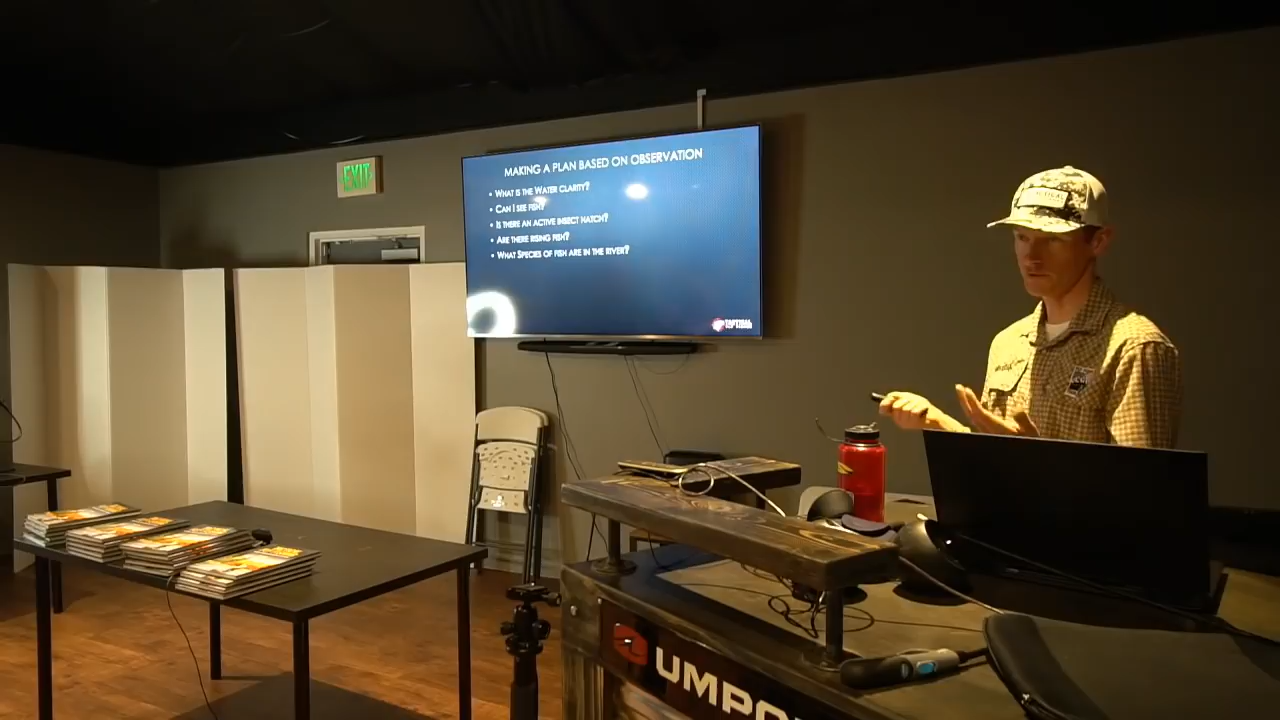 EXIT
MAKING A PLAN BASED ON OBSERVATION
• WHAT IS THE WATER CLARITY?
• CAN I SEE FISH?
• IS THERE AN ACTIVE INSECT HATCH?
• ARE THERE RISING FISH?
• WHAT SPECIES OF FISH ARE IN THE RIVER?
TACTICAL
UMPQ